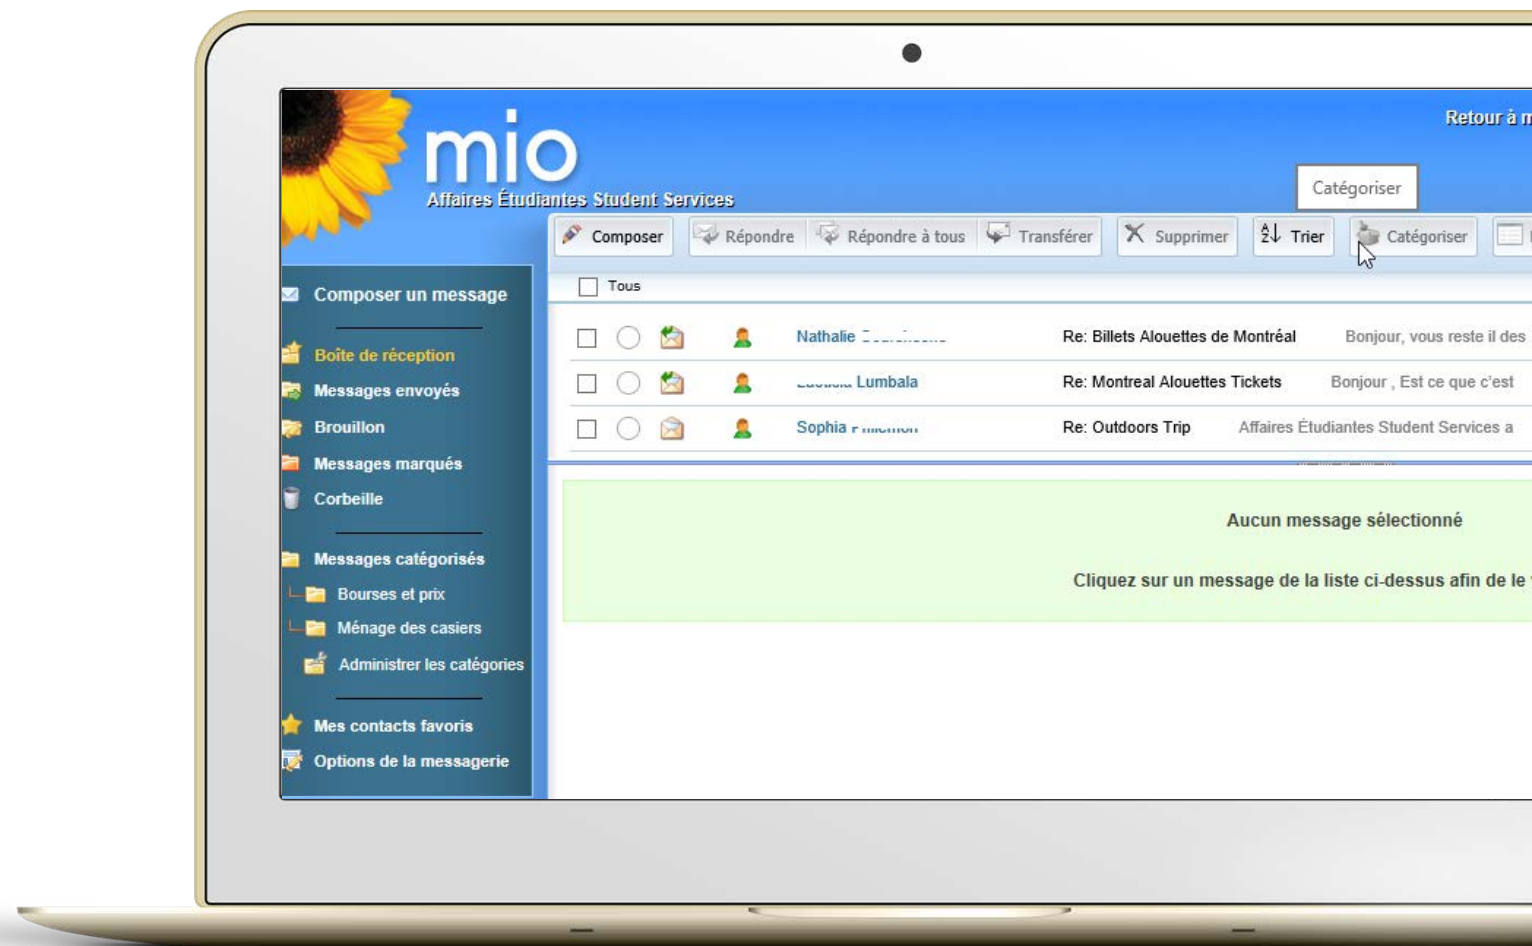 mio
Affaires Étudiantes Student Services
Retour à
Catégoriser
Composer Répondre Répondre à tous Transférer Supprimer Trier Catégoriser
Tous
Nathalie Re: Billets Alouettes de Montréal Bonjour, vous reste il des
Lumbala Re: Montreal Alouettes Tickets Bonjour , Est ce que c'est
Sophia Re: Outdoors Trip Affaires Étudiantes Student Services a
Composer un message
Boîte de réception
Messages envoyés
Brouillon
Messages marqués
Corbeille
Messages catégorisés
Bourses et prix
Ménage des casiers
Administrer les catégories
Mes contacts favoris
Options de la messagerie
Aucun message sélectionné
Cliquez sur un message de la liste ci-dessus afin de le